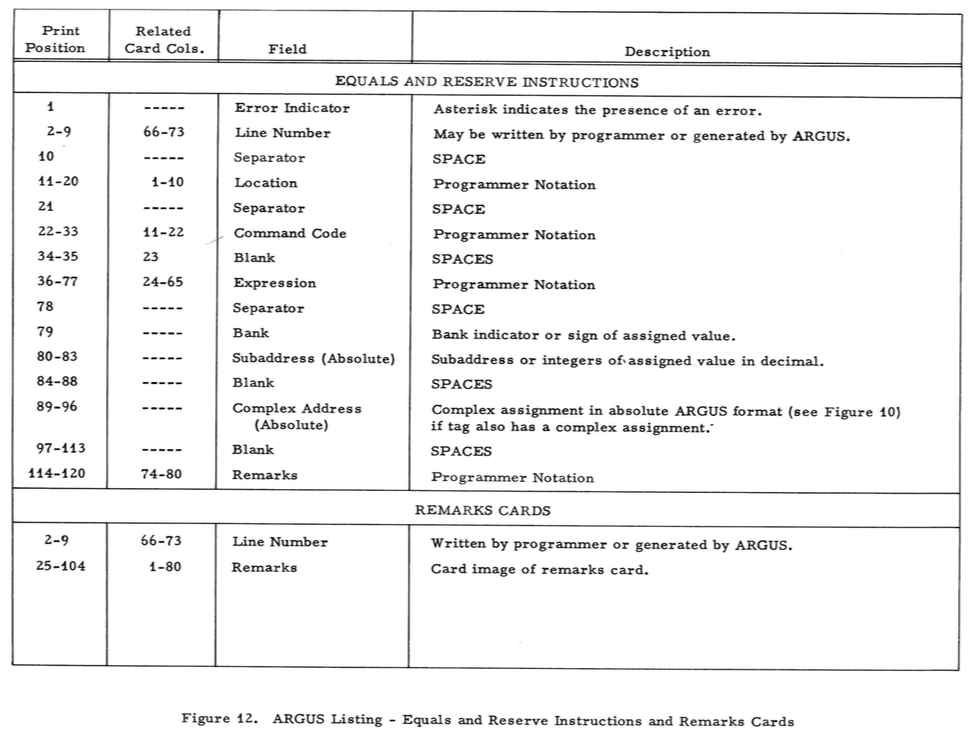 Print Position Related Card Cols. Field Description
EQUALS AND RESERVE INSTRUCTIONS
1 ----- Error Indicator Asterisk indicates the presence of an error.
2-9 66-73 Line Number May be written by programmer or generated by ARGUS.
10 ----- Separator SPACE
11-20 1-10 Location Programmer Notation
21 ----- Separator SPACE
22-33 11-22 Command Code Programmer Notation
34-35 23 Blank SPACES
36-77 24-65 Expression Programmer Notation
78 ----- Separator SPACE
79 ----- Bank Bank indicator or sign of assigned value.
80-83 ----- Subaddress (Absolute) Subaddress or integers of assigned value in decimal.
84-88 ----- Blank SPACES
89-96 ----- Complex Address Complex assignment in absolute ARGUS format (see Figure 10)
(Absolute) if tag also has a complex assignment.
97-113 ----- Blank SPACES
114-120 74-80 Remarks Programmer Notation
REMARKS CARDS
2-9 66-73 Line Number Written by programmer or generated by ARGUS.
25-104 1-80 Remarks Card image of remarks card.
Figure 12. ARGUS Listing - Equals and Reserve Instructions and Remarks Cards